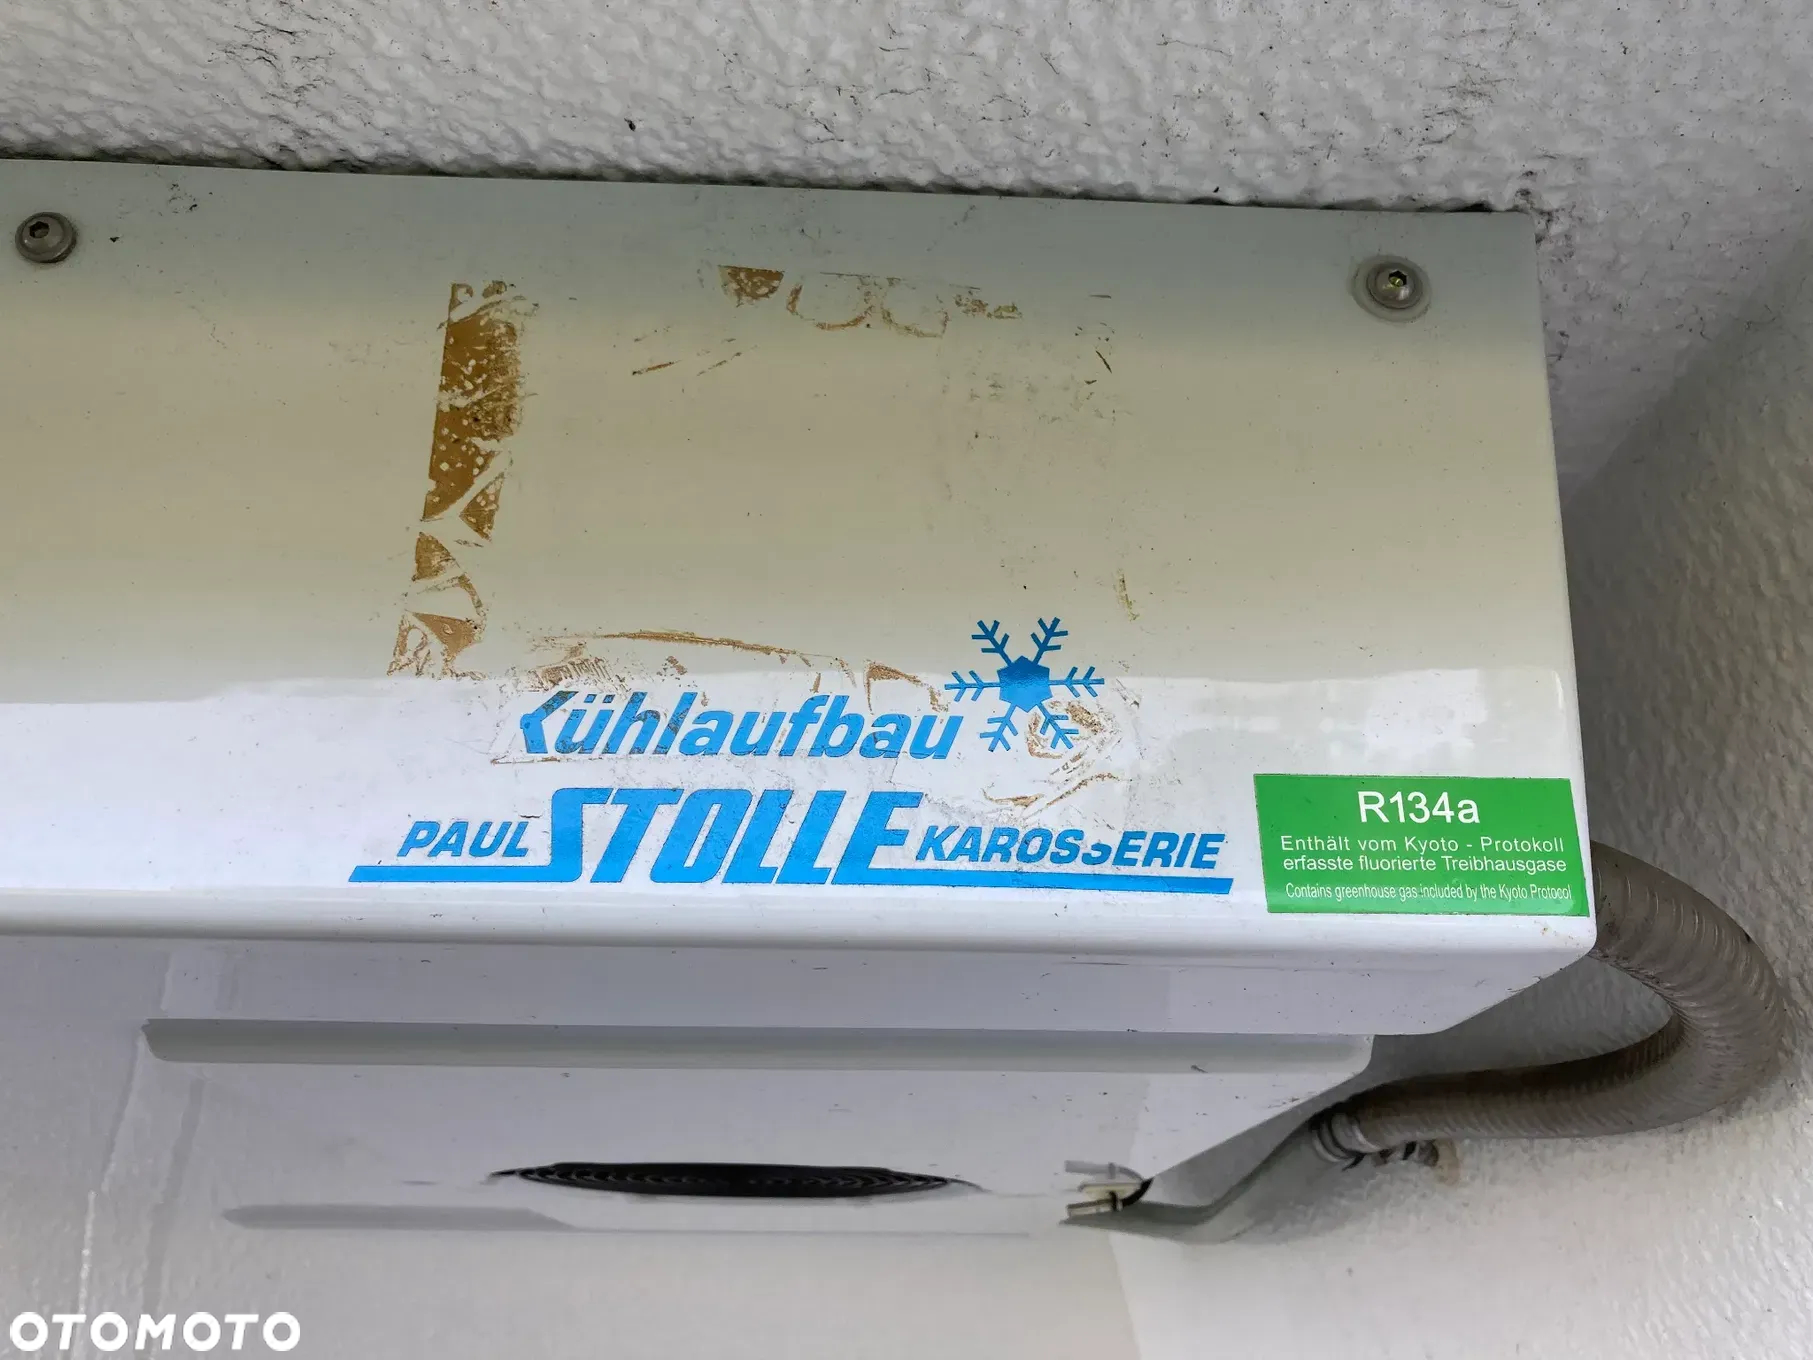 Kühlaufbau
PAUL STOLLE KAROSSERIE
R134a
Enthält vom Kyoto - Protokoll
erfasste fluorierte Treibhausgase
Contains greenhouse gas included by the Kyoto Protocol
OTOMOTO